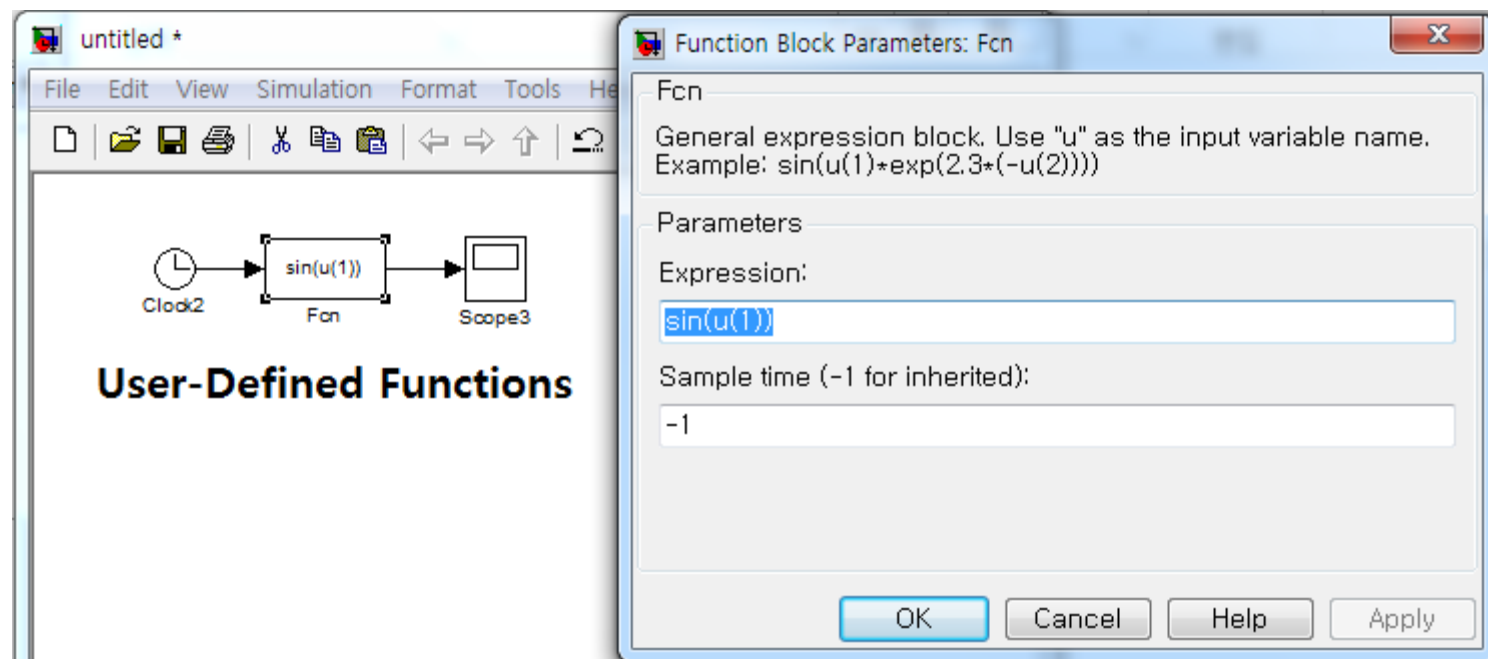 untitled *
File Edit View Simulation Format Tools He
sin(u(1))
Clock2
Fcn
Scope3
User-Defined Functions
Function Block Parameters: Fcn
Fcn
General expression block. Use "u" as the input variable name.
Example: sin(u(1)*exp(2.3*(-u(2))))
Parameters
Expression:
sin(u(1))
Sample time (-1 for inherited):
-1
OK Cancel Help Apply